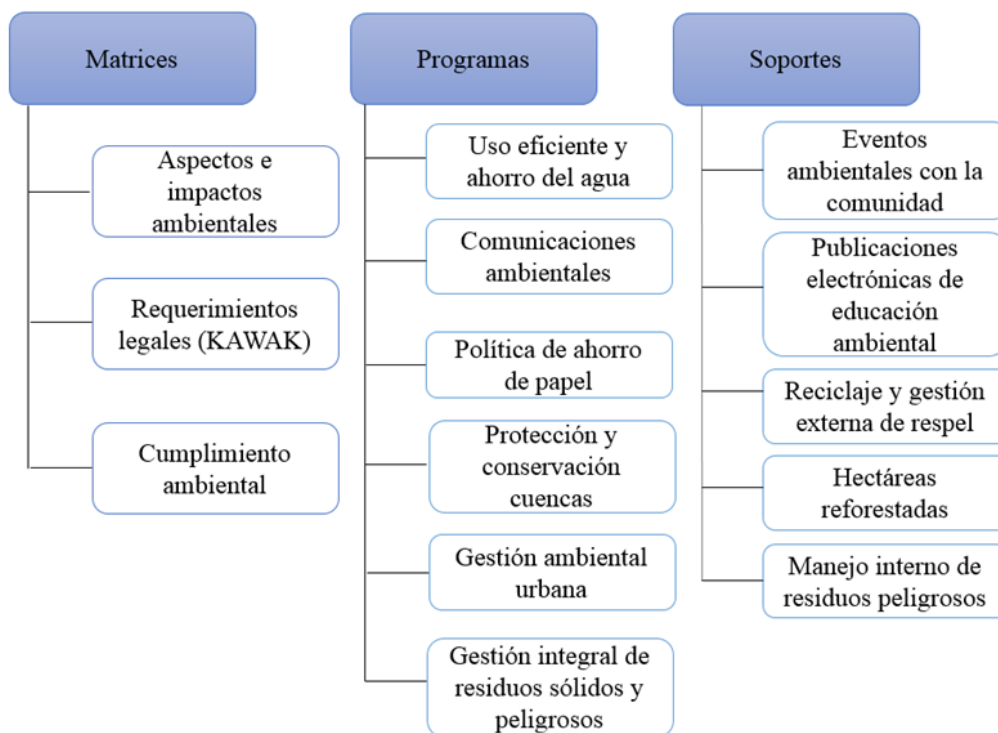 Matrices
Aspectos e
impactos
ambientales
Requerimientos
legales (KAWAK)
Cumplimiento
ambiental
Programas
Uso eficiente y
ahorro del agua
Comunicaciones
ambientales
Política de ahorro
de papel
Protección y
conservación
cuencas
Gestión ambiental
urbana
Gestión integral de
residuos sólidos y
peligrosos
Soportes
Eventos
ambientales con la
comunidad
Publicaciones
electrónicas de
educación
ambiental
Reciclaje y gestión
externa de respel
Hectáreas
reforestadas
Manejo interno de
residuos peligrosos